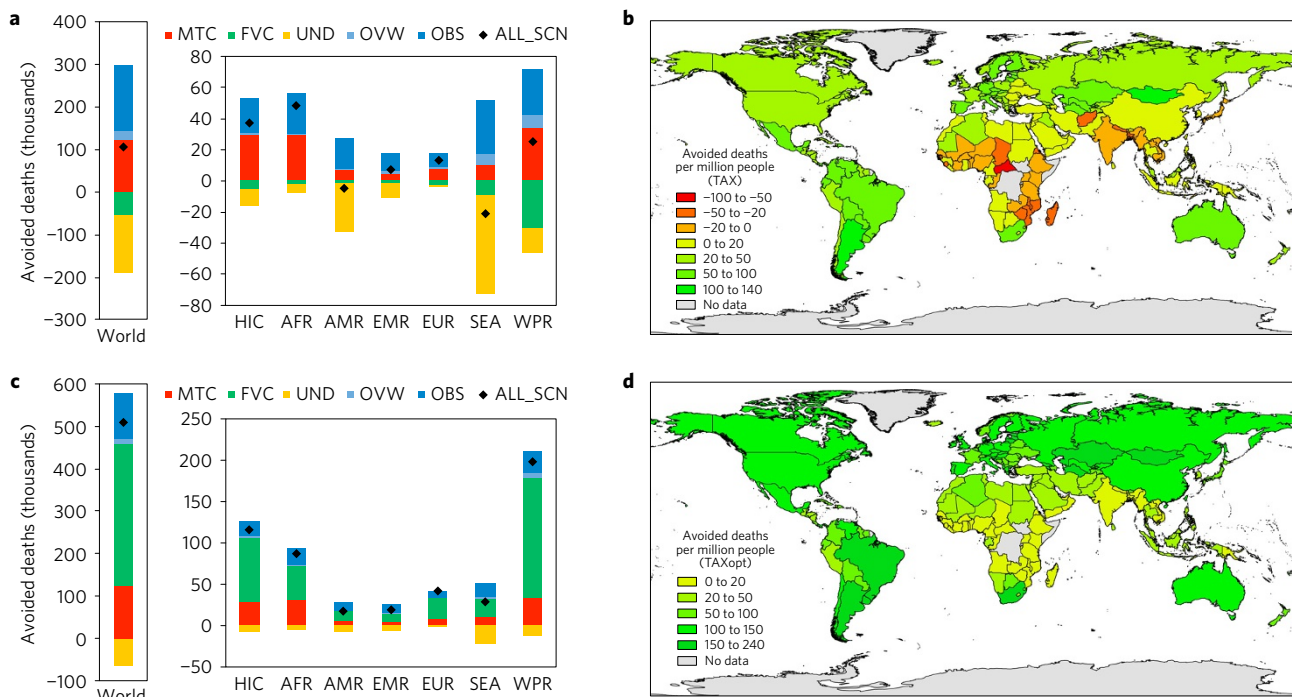 a
400
300
200
100
0
−100
−200
−300
Avoided deaths (thousands)
World
MTC FVC UND OVW OBS ALL_SCN
80
60
40
20
0
−20
−40
−60
−80
HIC AFR AMR EMR EUR SEA WPR
b
Avoided deaths
per million people
(TAX)
−100 to −50
−50 to −20
−20 to 0
0 to 20
20 to 50
50 to 100
100 to 140
No data
c
600
500
400
300
200
100
0
−100
Avoided deaths (thousands)
World
MTC FVC UND OVW OBS ALL_SCN
250
200
150
100
50
0
−50
HIC AFR AMR EMR EUR SEA WPR
d
Avoided deaths
per million people
(TAXopt)
0 to 20
20 to 50
50 to 100
100 to 150
150 to 240
No data